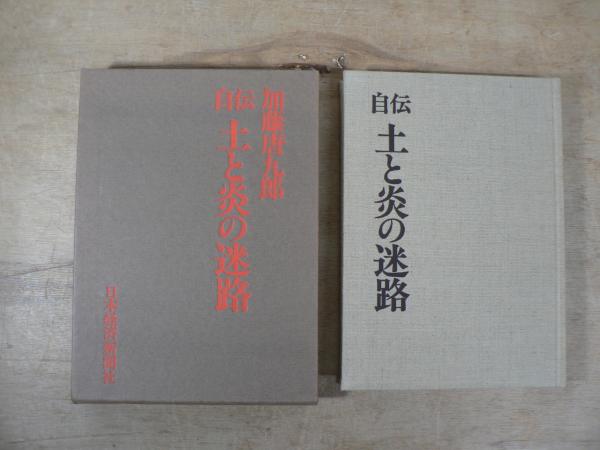 加藤唐九郎
自伝
土と炎の迷路
日本経済新聞社
自伝
土と炎の迷路